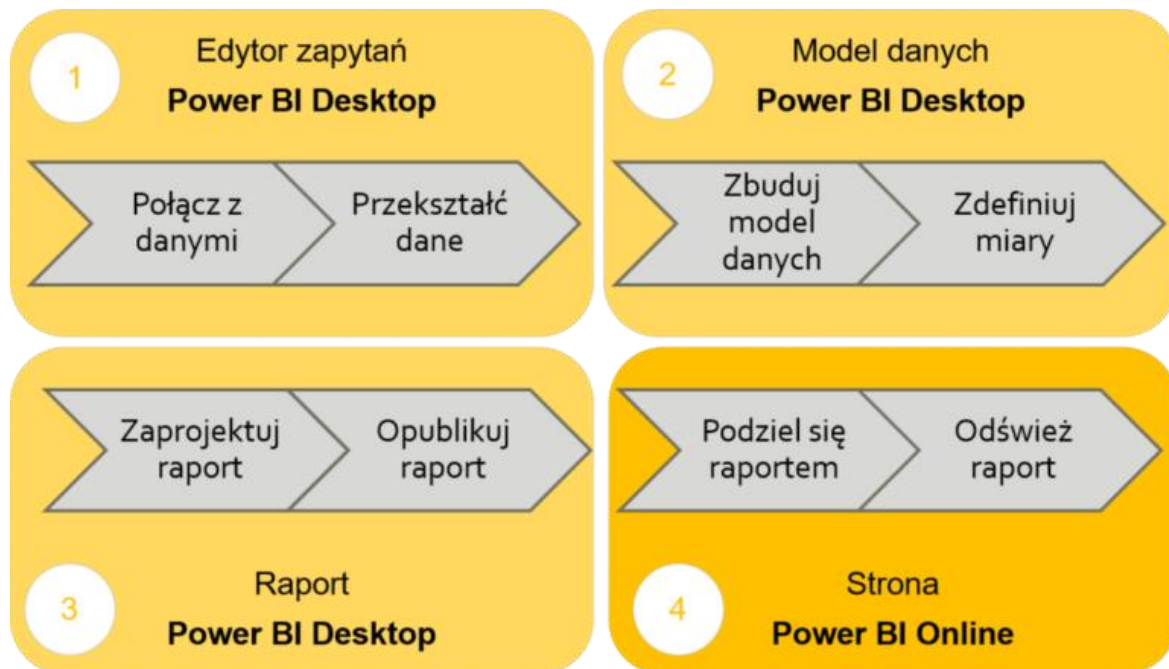 1
Edytor zapytań
Power BI Desktop
Połącz z
danymi
Przekształć
dane
2
Model danych
Power BI Desktop
Zbuduj
model
danych
Zdefiniuj
miary
Zaprojektuj
raport
Opublikuj
raport
3
Raport
Power BI Desktop
Podziel się
raportem
Odśwież
raport
4
Strona
Power BI Online